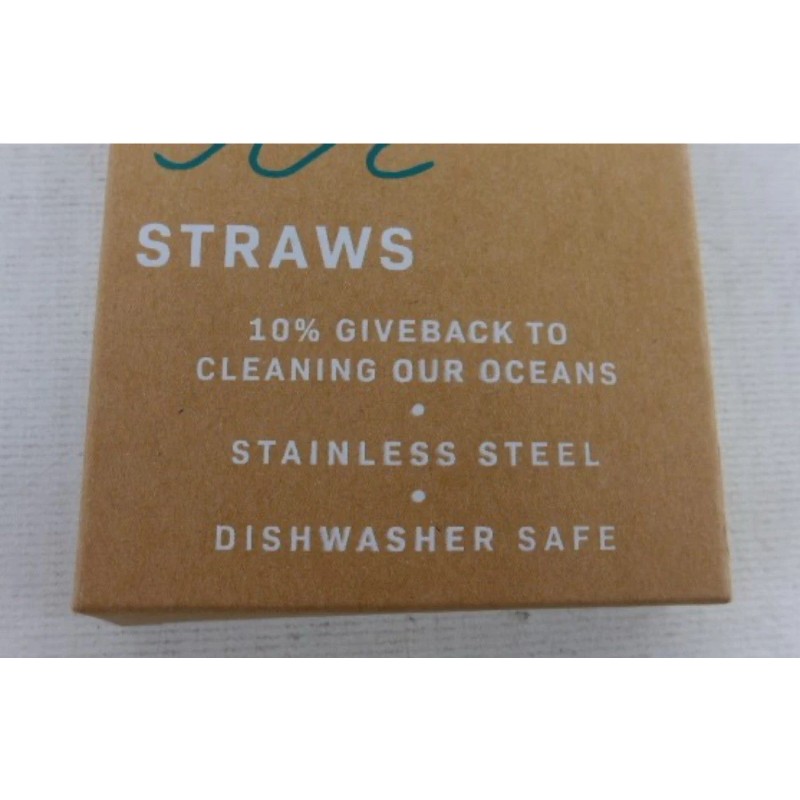 STRAWS
10% GIVEBACK TO
CLEANING OUR OCEANS
•
STAINLESS STEEL
•
DISHWASHER SAFE